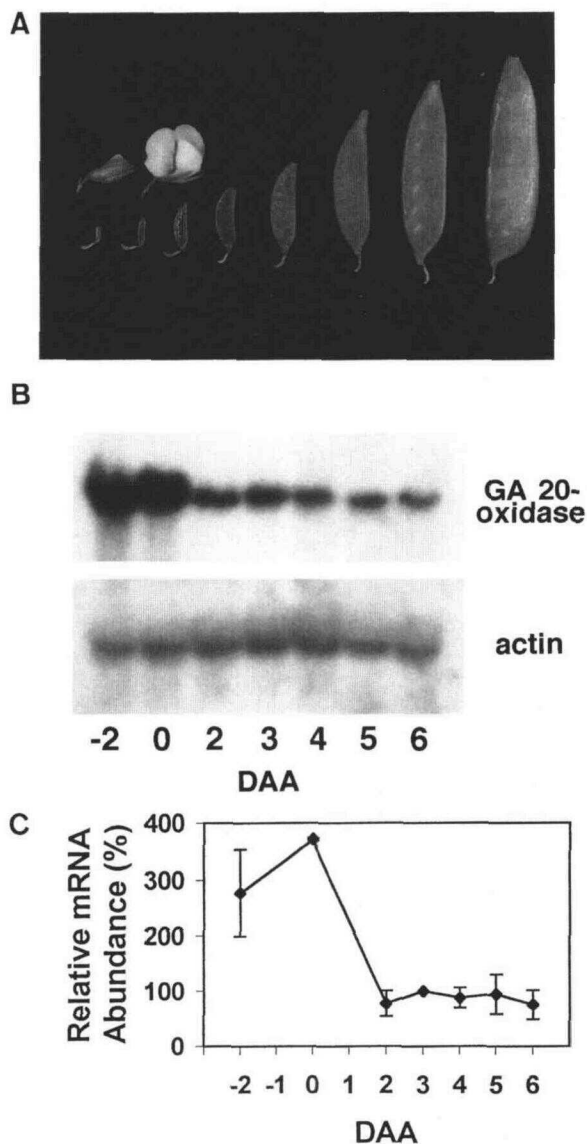 A
B
GA 20-
oxidase
actin
-2 0 2 3 4 5 6
DAA
C
Relative mRNA
Abundance (%)
400
300
200
100
0
-2 -1 0 1 2 3 4 5 6
DAA